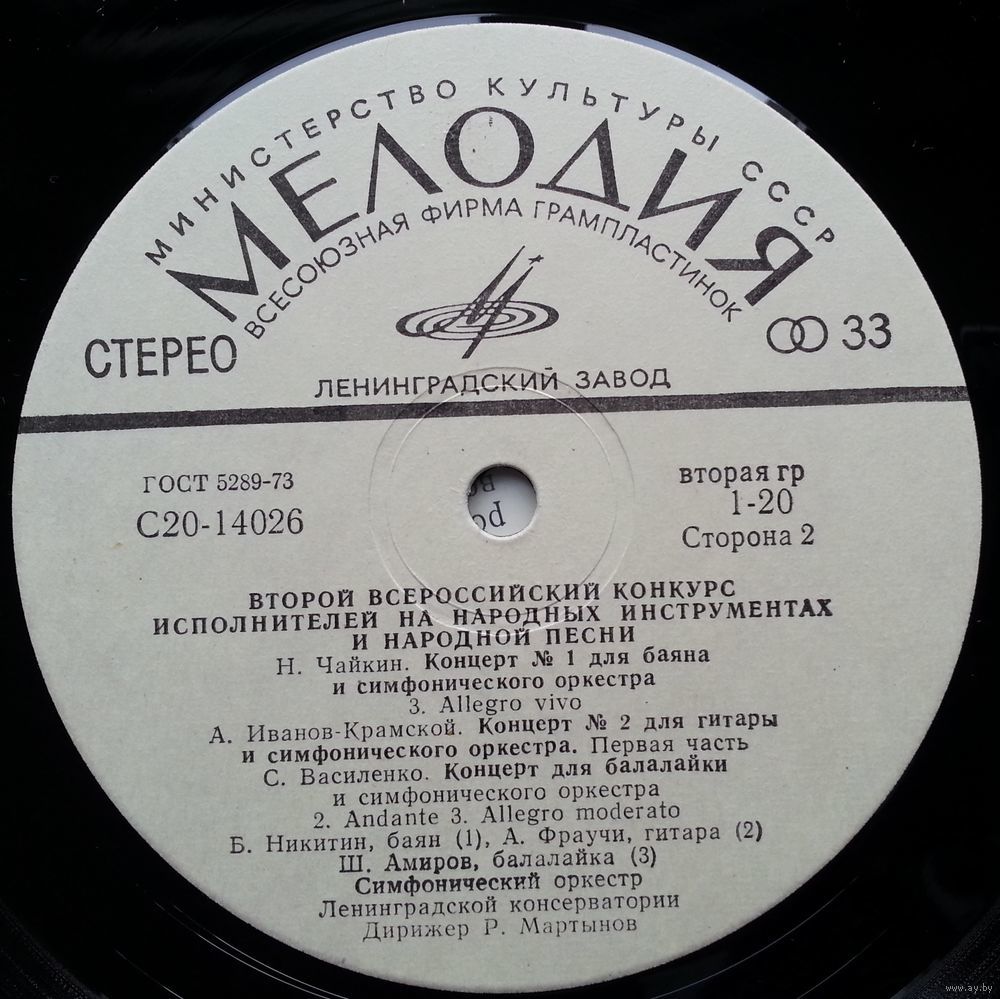 МИНИСТЕРСТВО КУЛЬТУРЫ СССР
МЕЛОДИЯ
ВСЕСОЮЗНАЯ ФИРМА ГРАМПЛАСТИНОК
СТЕРЕО
33
ЛЕНИНГРАДСКИЙ ЗАВОД
ГОСТ 5289-73
С20-14026
вторая гр
1-20
Сторона 2
ВТОРОЙ ВСЕРОССИЙСКИЙ КОНКУРС
ИСПОЛНИТЕЛЕЙ НА НАРОДНЫХ ИНСТРУМЕНТАХ
И НАРОДНОЙ ПЕСНИ
Н. Чайкин. Концерт № 1 для баяна
и симфонического оркестра
3. Allegro vivo
А. Иванов-Крамской. Концерт № 2 для гитары
и симфонического оркестра. Первая часть
С. Василенко. Концерт для балалайки
и симфонического оркестра
2. Andante 3. Allegro moderato
Б. Никитин, баян (1), А. Фраучи, гитара (2)
Ш. Амиров, балалайка (3)
Симфонический оркестр
Ленинградской консерватории
Дирижер Р. Мартынов
www.ay.by